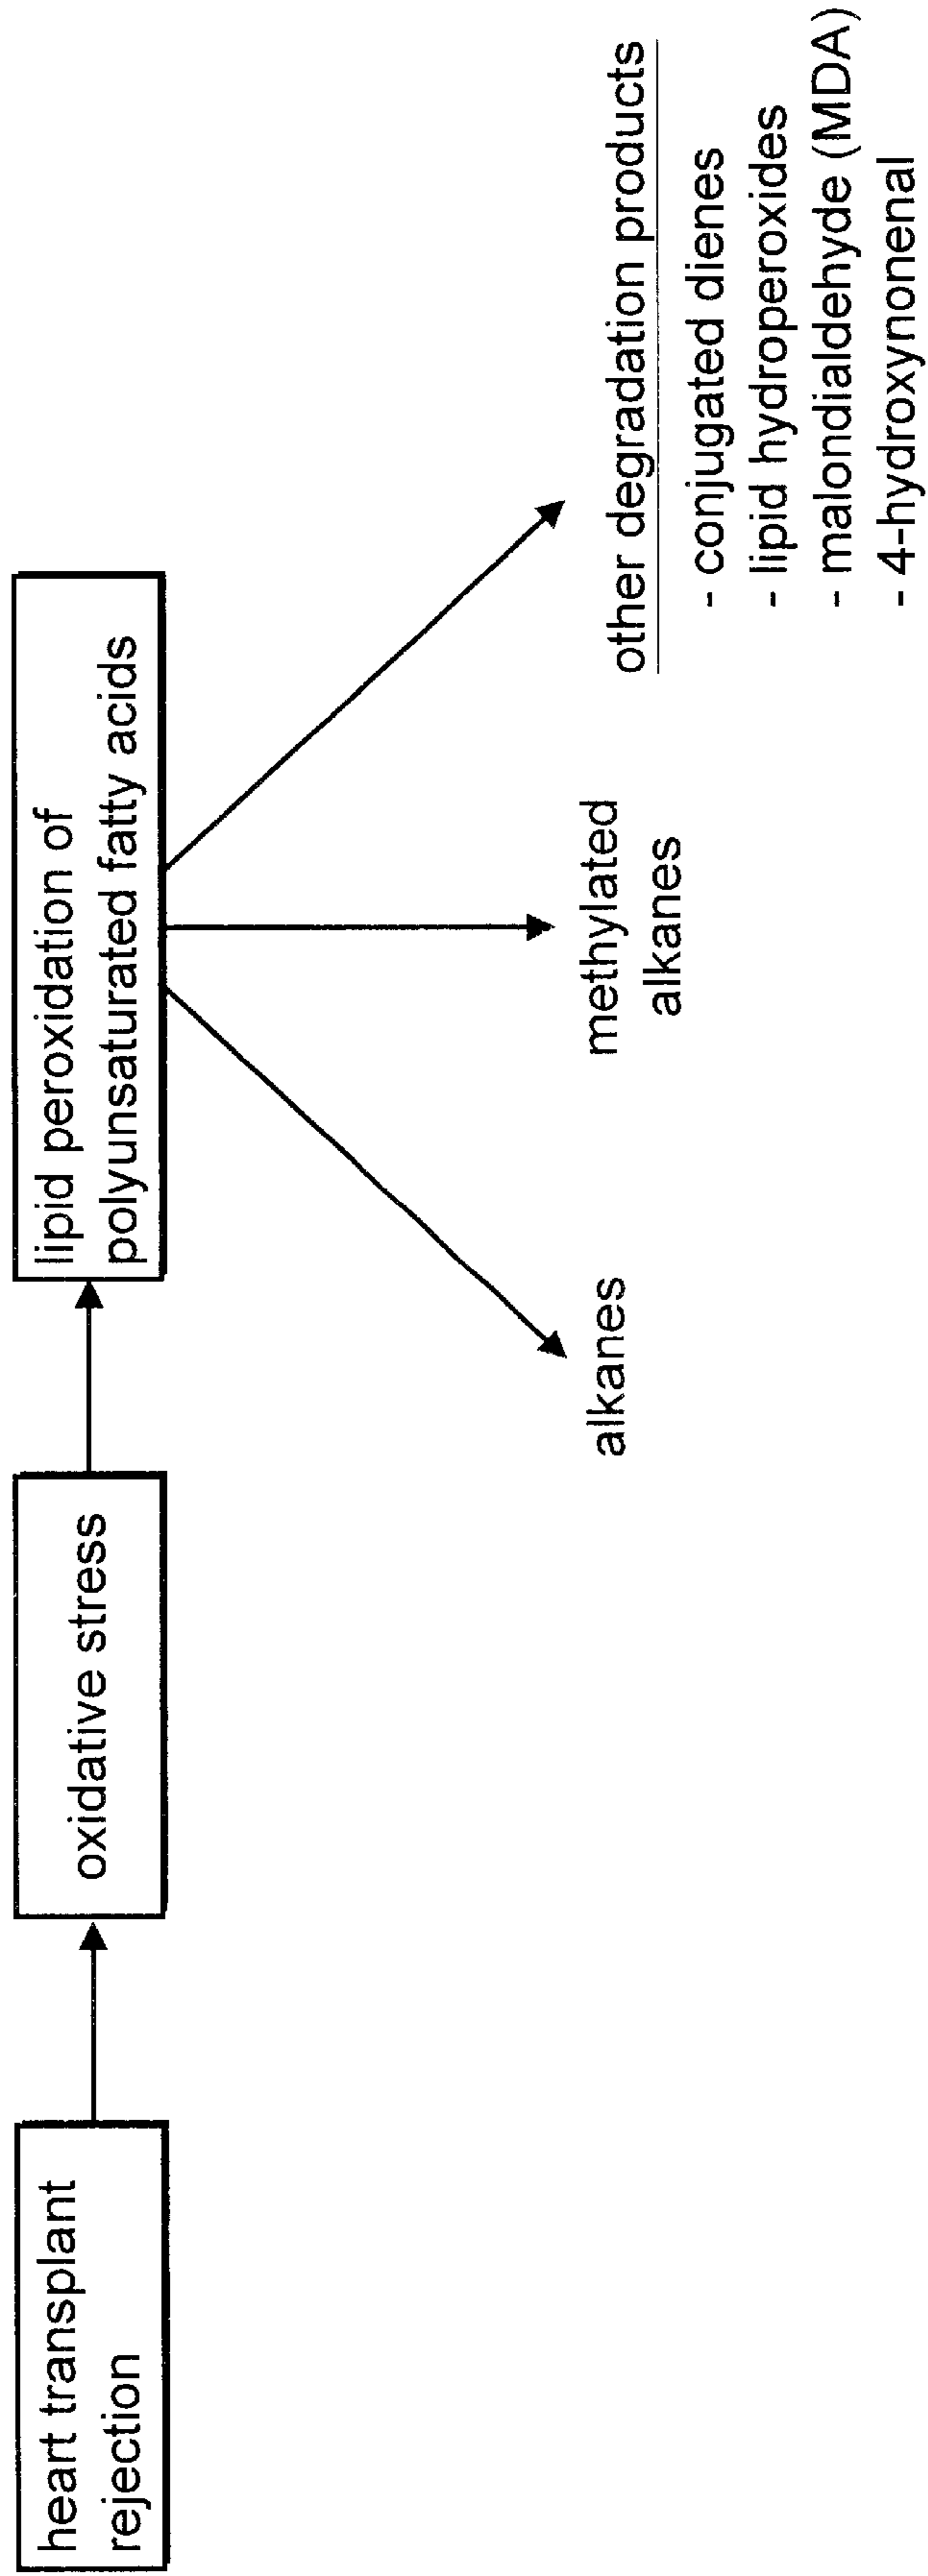 heart transplant
rejection
oxidative stress
lipid peroxidation of
polyunsaturated fatty acids
alkanes
methylated
alkanes
other degradation products
- conjugated dienes
- lipid hydroperoxides
- malondialdehyde (MDA)
- 4-hydroxynonenal